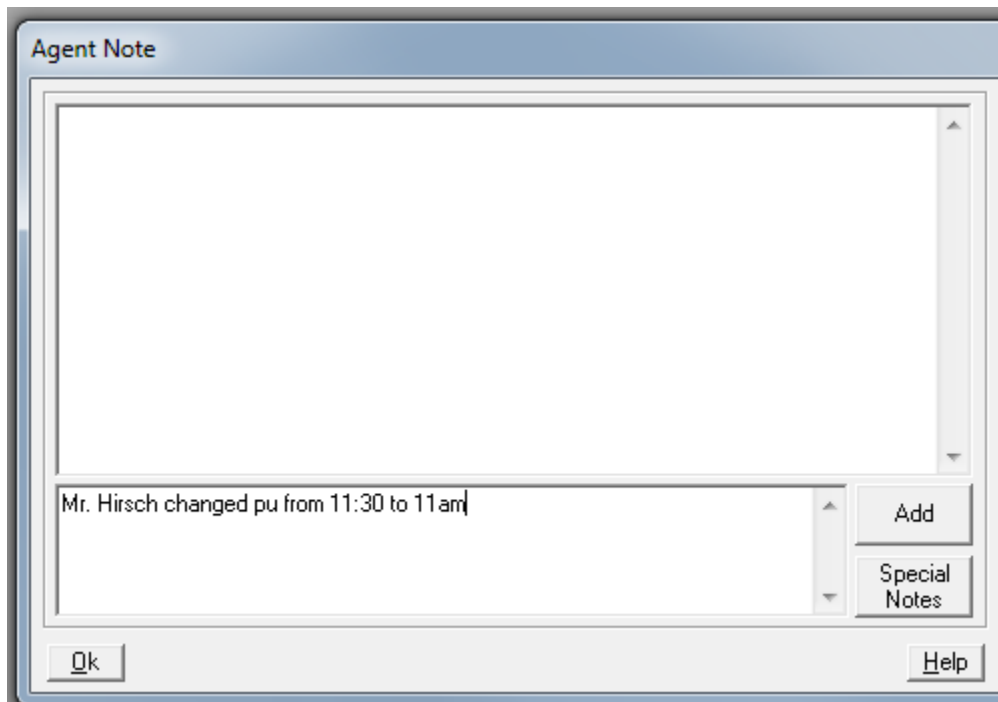 Agent Note
Mr. Hirsch changed pu from 11:30 to 11am
Add
Special
Notes
Ok
Help